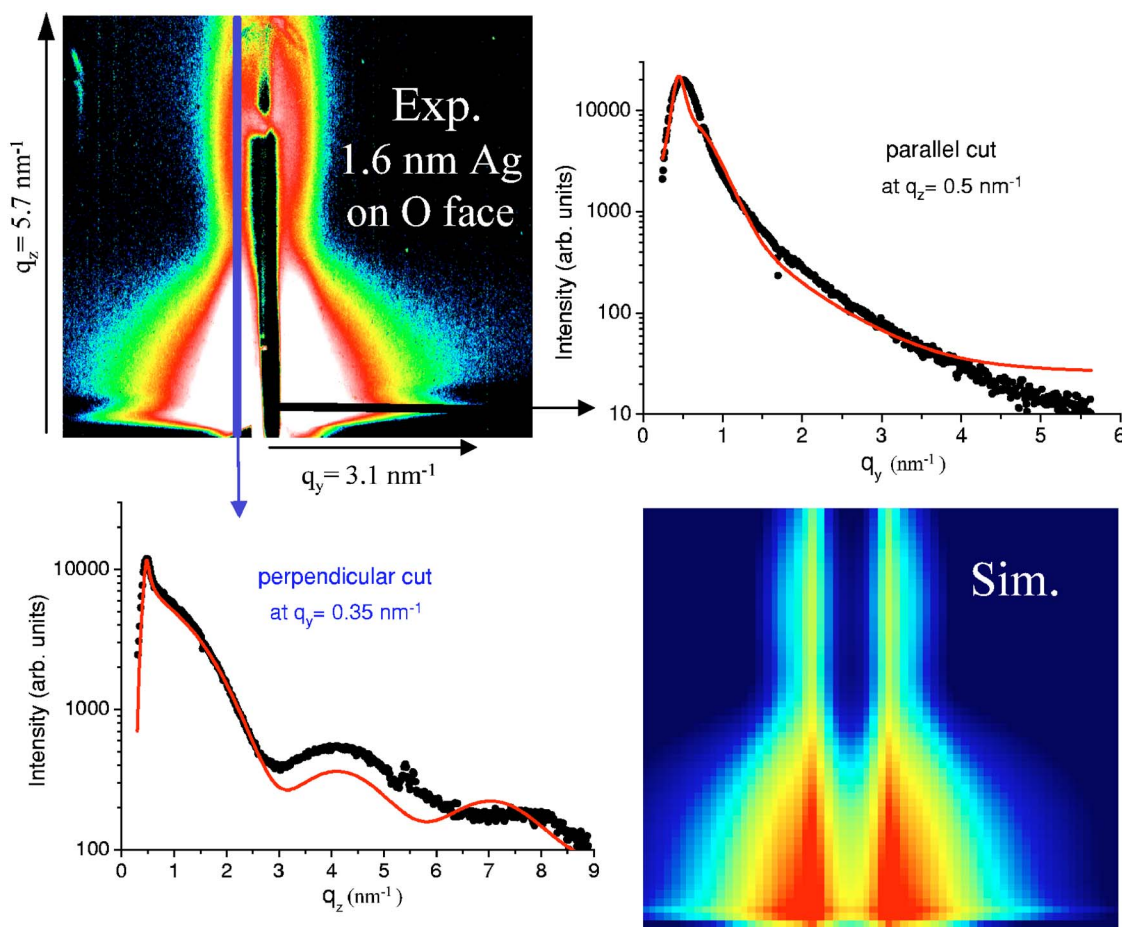 q_z = 5.7 nm⁻¹
Exp.
1.6 nm Ag
on O face
q_y = 3.1 nm⁻¹
Intensity (arb. units)
10000
1000
100
10
parallel cut
at q_z = 0.5 nm⁻¹
0 1 2 3 4 5 6
q_y (nm⁻¹)
Intensity (arb. units)
10000
1000
100
perpendicular cut
at q_y = 0.35 nm⁻¹
0 1 2 3 4 5 6 7 8 9
q_z (nm⁻¹)
Sim.